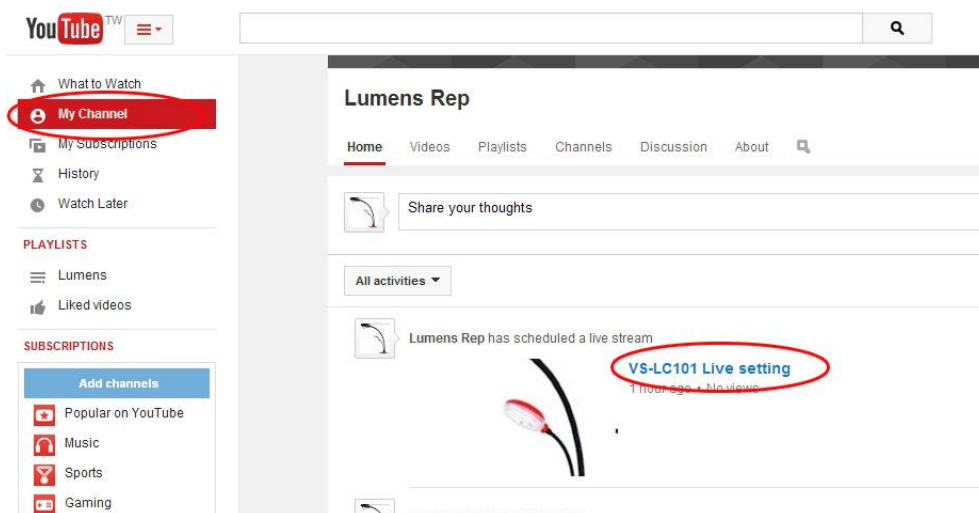 YouTube TW
What to Watch
My Channel
My Subscriptions
History
Watch Later
PLAYLISTS
Lumens
Liked videos
SUBSCRIPTIONS
Add channels
Popular on YouTube
Music
Sports
Gaming
Lumens Rep
Home Videos Playlists Channels Discussion About
Share your thoughts
All activities
Lumens Rep has scheduled a live stream
VS-LC101 Live setting
1 hour ago • No views